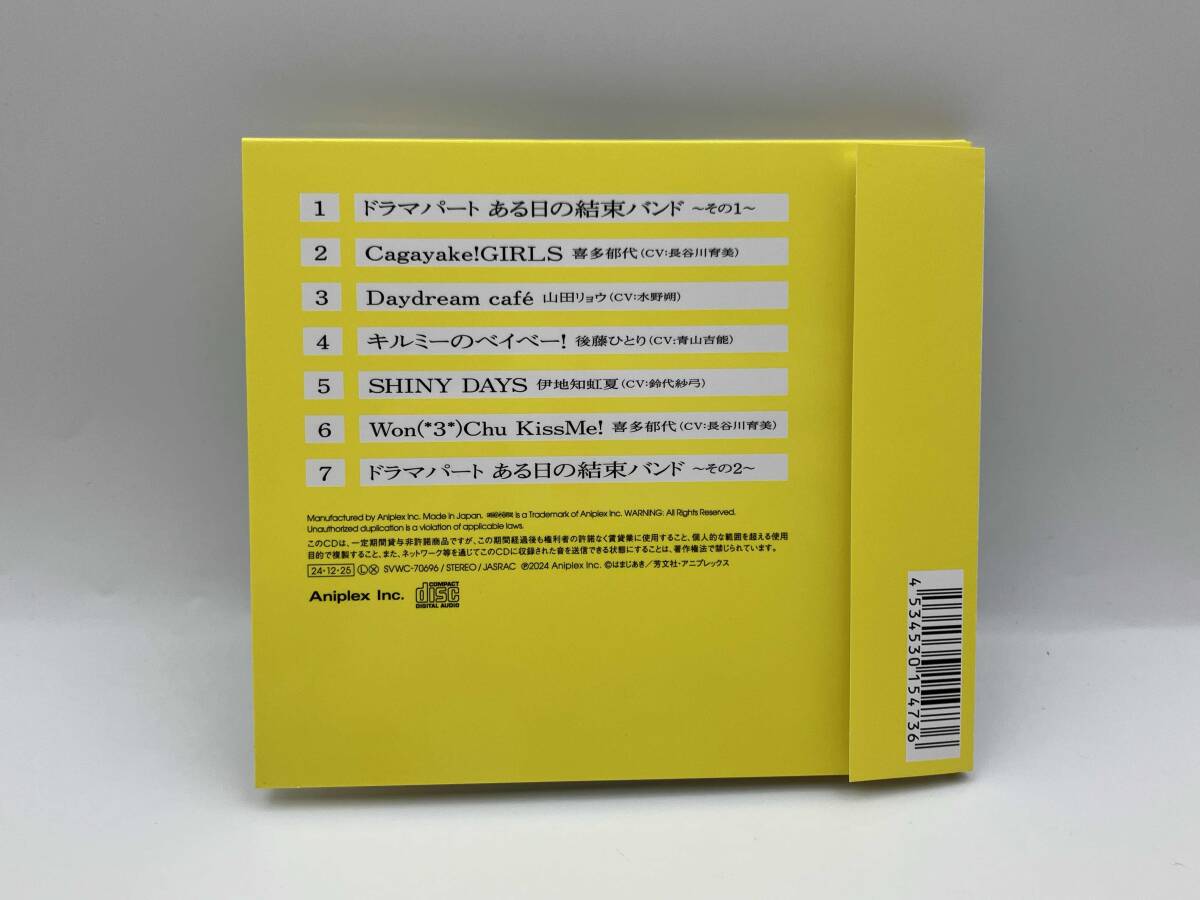 1 ドラマパート ある日の結束バンド ～その1～
2 Cagayake!GIRLS 喜多郁代(CV:長谷川育美)
3 Daydream café 山田リョウ(CV:水野朔)
4 キルミーのベイベー! 後藤ひとり(CV:青山吉能)
5 SHINY DAYS 伊地知虹夏(CV:鈴代紗弓)
6 Won(*3*)Chu KissMe! 喜多郁代(CV:長谷川育美)
7 ドラマパート ある日の結束バンド ～その2～
Manufactured by Aniplex Inc. Made in Japan. is a Trademark of Aniplex Inc. WARNING: All Rights Reserved.
Unauthorized duplication is a violation of applicable laws.
このCDは、一定期間貸与非許諾商品ですが、この期間経過後も権利者の許諾なく賃貸業に使用すること、個人的な範囲を超える使用
目的で複製すること、また、ネットワーク等を通じてこのCDに収録された音を送信できる状態にすることは、著作権法で禁じられています。
24・12・25 Ⓛ Ⓧ SVWC-70696 / STEREO / JASRAC ℗2024 Aniplex Inc. ©はまじあき／芳文社・アニプレックス
Aniplex Inc. COMPACT disc DIGITAL AUDIO
4 534530 154736